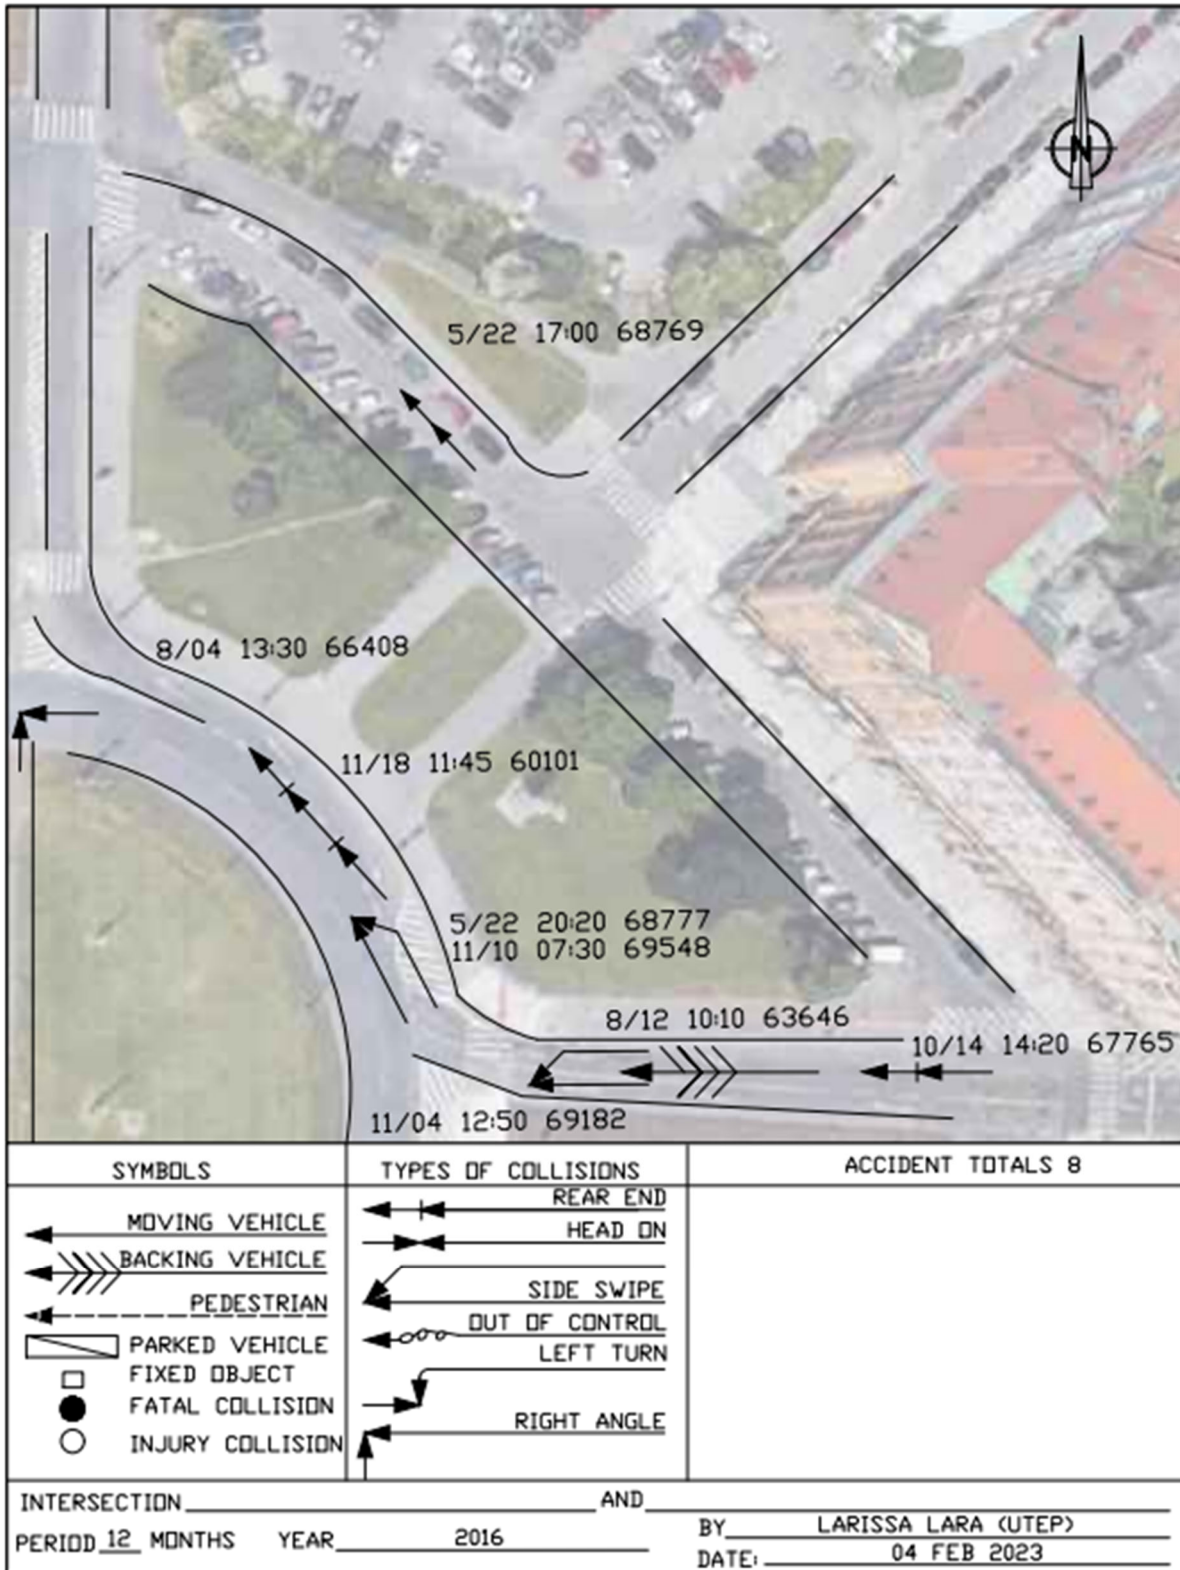 N
5/22 17:00 68769
8/04 13:30 66408
11/18 11:45 60101
5/22 20:20 68777
11/10 07:30 69548
8/12 10:10 63646
10/14 14:20 67765
11/04 12:50 69182
SYMBOLS
MOVING VEHICLE
BACKING VEHICLE
PEDESTRIAN
PARKED VEHICLE
FIXED OBJECT
FATAL COLLISION
INJURY COLLISION
TYPES OF COLLISIONS
REAR END
HEAD ON
SIDE SWIPE
OUT OF CONTROL
LEFT TURN
RIGHT ANGLE
ACCIDENT TOTALS 8
INTERSECTION AND
PERIOD 12 MONTHS YEAR 2016
BY LARISSA LARA (UTEP)
DATE: 04 FEB 2023